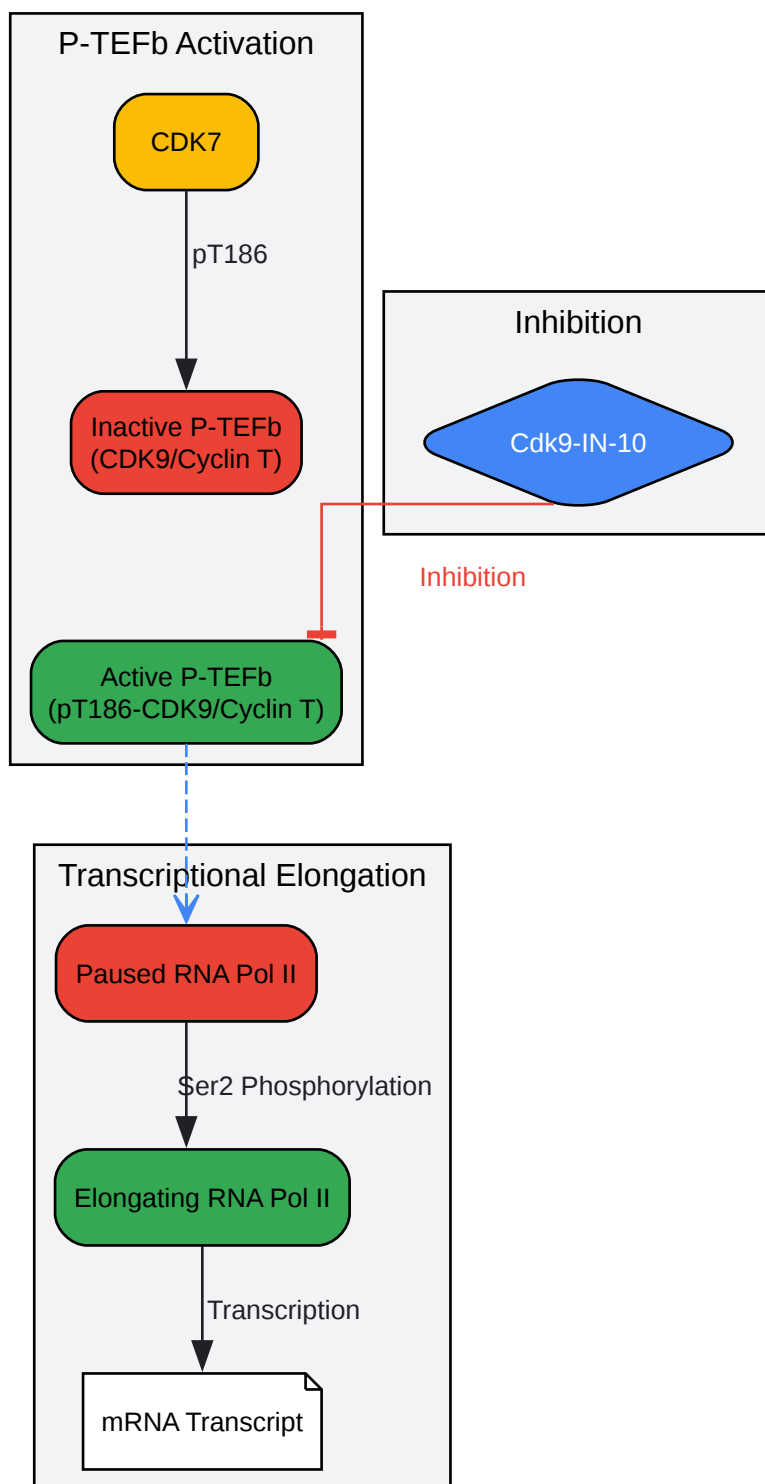 P-TEFb Activation
CDK7
pT186
Inhibition
Inactive P-TEFb
(CDK9/Cyclin T)
Cdk9-IN-10
Inhibition
Active P-TEFb
(pT186-CDK9/Cyclin T)
Transcriptional Elongation
Paused RNA Pol II
Ser2 Phosphorylation
Elongating RNA Pol II
Transcription
mRNA Transcript